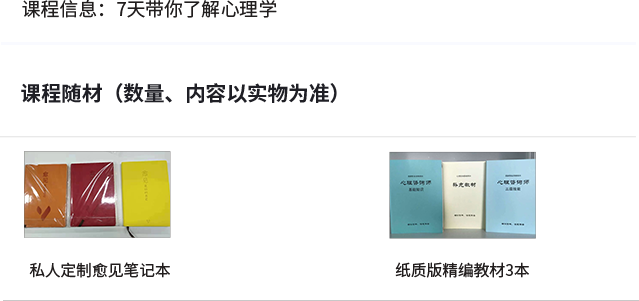 课程信息：7天带你了解心理学
课程随材（数量、内容以实物为准）
心理咨询师
补充教材
心理咨询师
私人定制愈见笔记本
纸质版精编教材3本